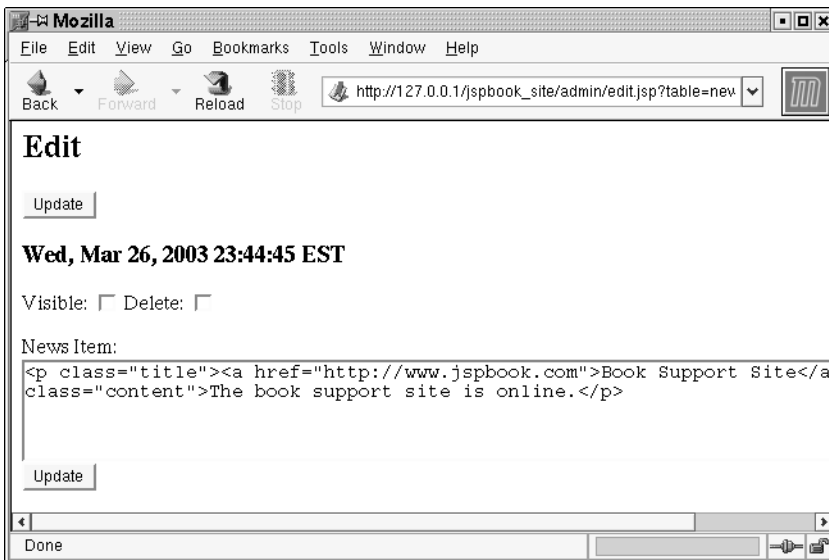 Mozilla
File Edit View Go Bookmarks Tools Window Help
Back Forward Reload Stop http://127.0.0.1/jspbook_site/admin/edit.jsp?table=new
Edit
Update
Wed, Mar 26, 2003 23:44:45 EST
Visible: Delete:
News Item:
<p class="title"><a href="http://www.jspbook.com">Book Support Site</a
class="content">The book support site is online.</p>
Update
Done